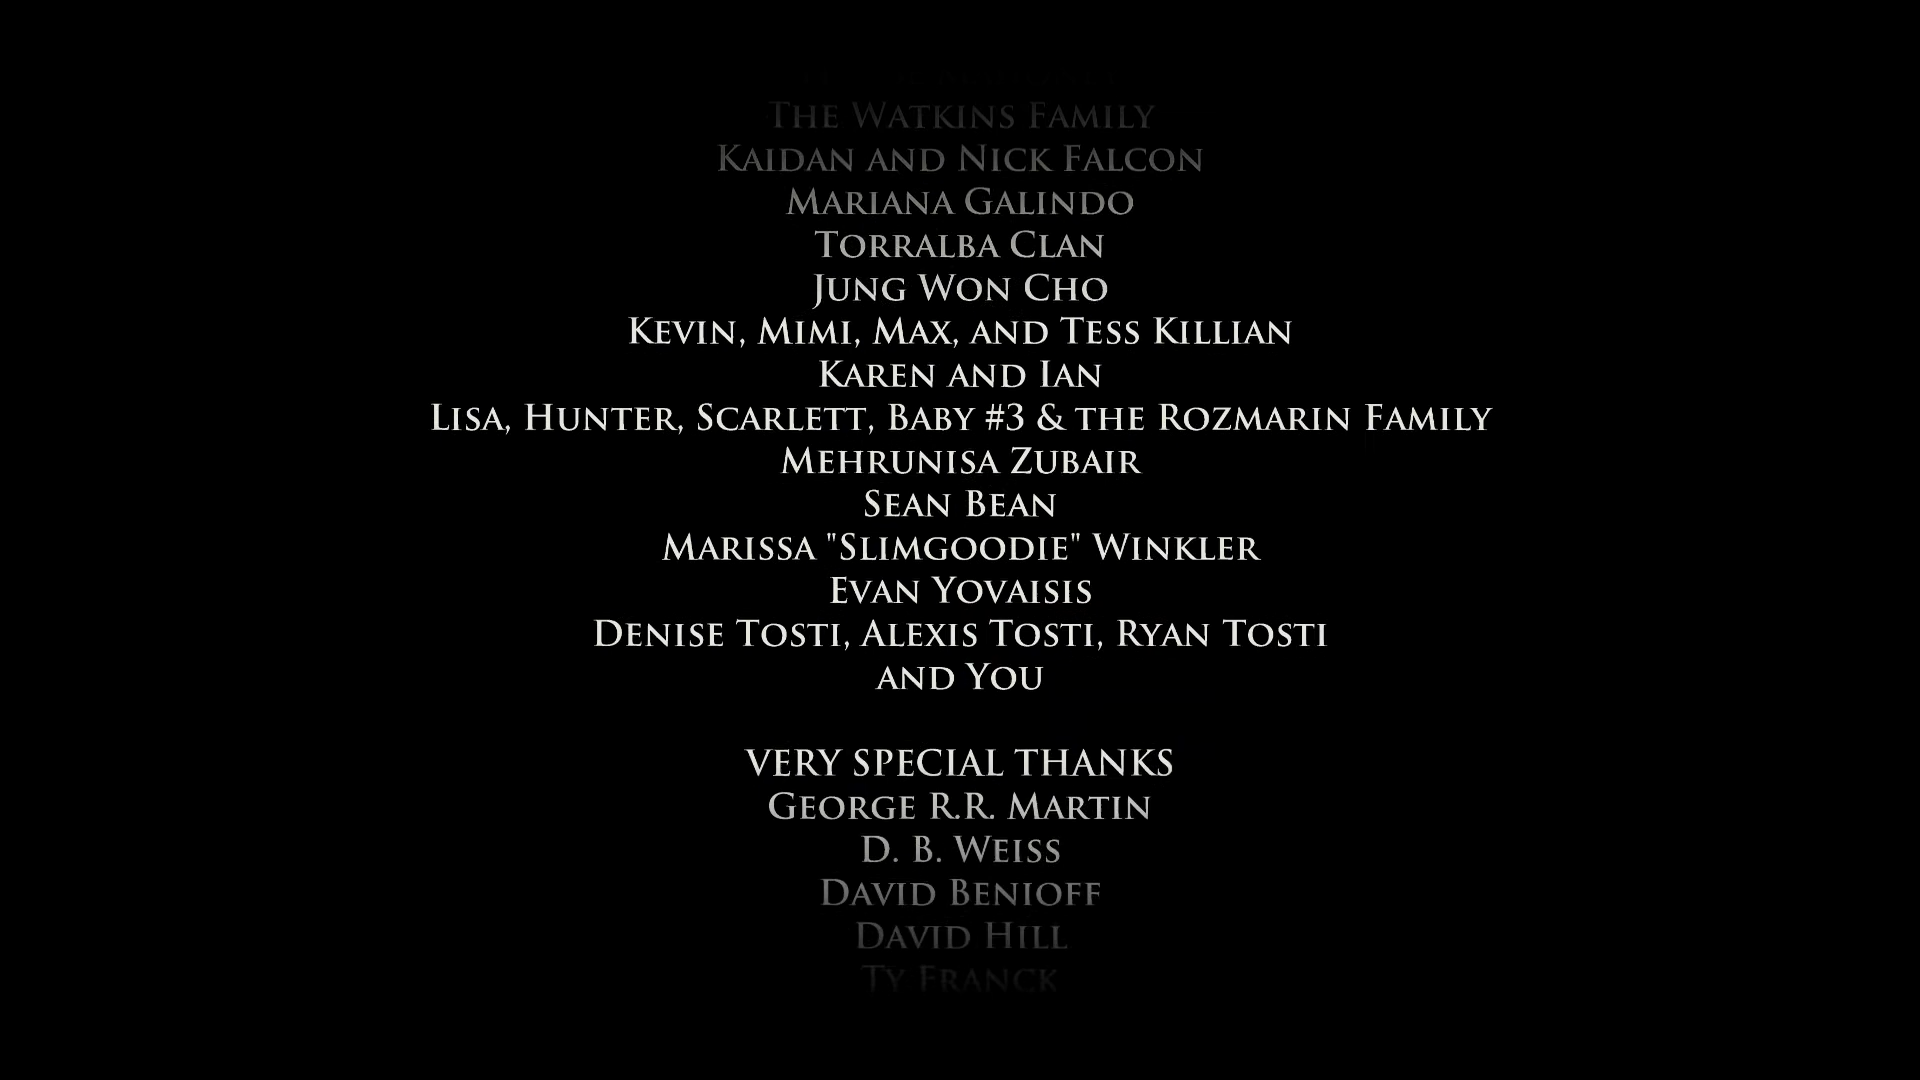 The Watkins Family
Kaidan and Nick Falcon
Mariana Galindo
Torralba Clan
Jung Won Cho
Kevin, Mimi, Max, and Tess Killian
Karen and Ian
Lisa, Hunter, Scarlett, Baby #3 & the Rozmarin Family
Mehrunisa Zubair
Sean Bean
Marissa "Slimgoodie" Winkler
Evan Yovaisis
Denise Tosti, Alexis Tosti, Ryan Tosti
and You
VERY SPECIAL THANKS
George R.R. Martin
D. B. Weiss
David Benioff
David Hill
Ty Franck